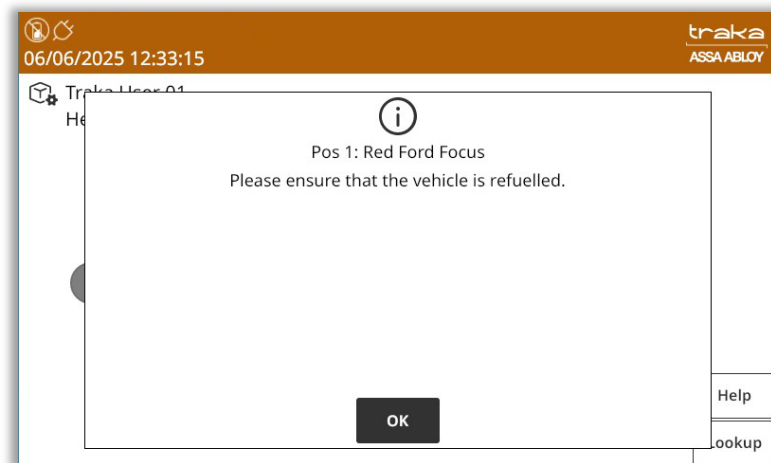 06/06/2025 12:33:15
traka
ASSA ABLOY
Pos 1: Red Ford Focus
Please ensure that the vehicle is refuelled.
OK
Help